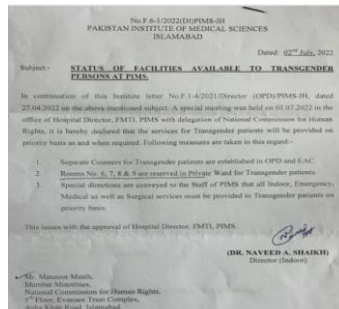 No.F.6-1/2022(DI)PIMS-IH
PAKISTAN INSTITUTE OF MEDICAL SCIENCES
ISLAMABAD
Dated: 02nd July, 2022
Subject:- STATUS OF FACILITIES AVAILABLE TO TRANSGENDER
PERSONS AT PIMS.
In continuation of this Institute letter No.F.1-4/2021/Director (OPD)/PIMS-IH, dated
27.04.2022 up the above mentioned subject. A special meeting was held on 01.07.2022 in the
office of Hospital Director, FMTI, PIMS with delegation of National Commission for Human
Rights, it is hereby declared that the services for Transgender patients will be provided on
priority basis as and when required. Following measures are taken in this regard:-
1. Separate Counters for Transgender patients are established in OPD and EAC.
2. Rooms No. 6, 7, 8 & 9 are reserved in Private Ward for Transgender patients.
3. Special directions are conveyed to the Staff of PIMS that all Indoor, Emergency,
Medical as well as Surgical services must be provided to Transgender patients on
priority basis.
This issues with the approval of Hospital Director, FMTI, PIMS.
(DR. NAVEED A. SHAIKH)
Director (Indoor)
Mr. Manzoor Masih,
Member Minorities,
National Commission for Human Rights,
5th Floor, Evacuee Trust Complex,
Agha Khan Road, Islamabad.